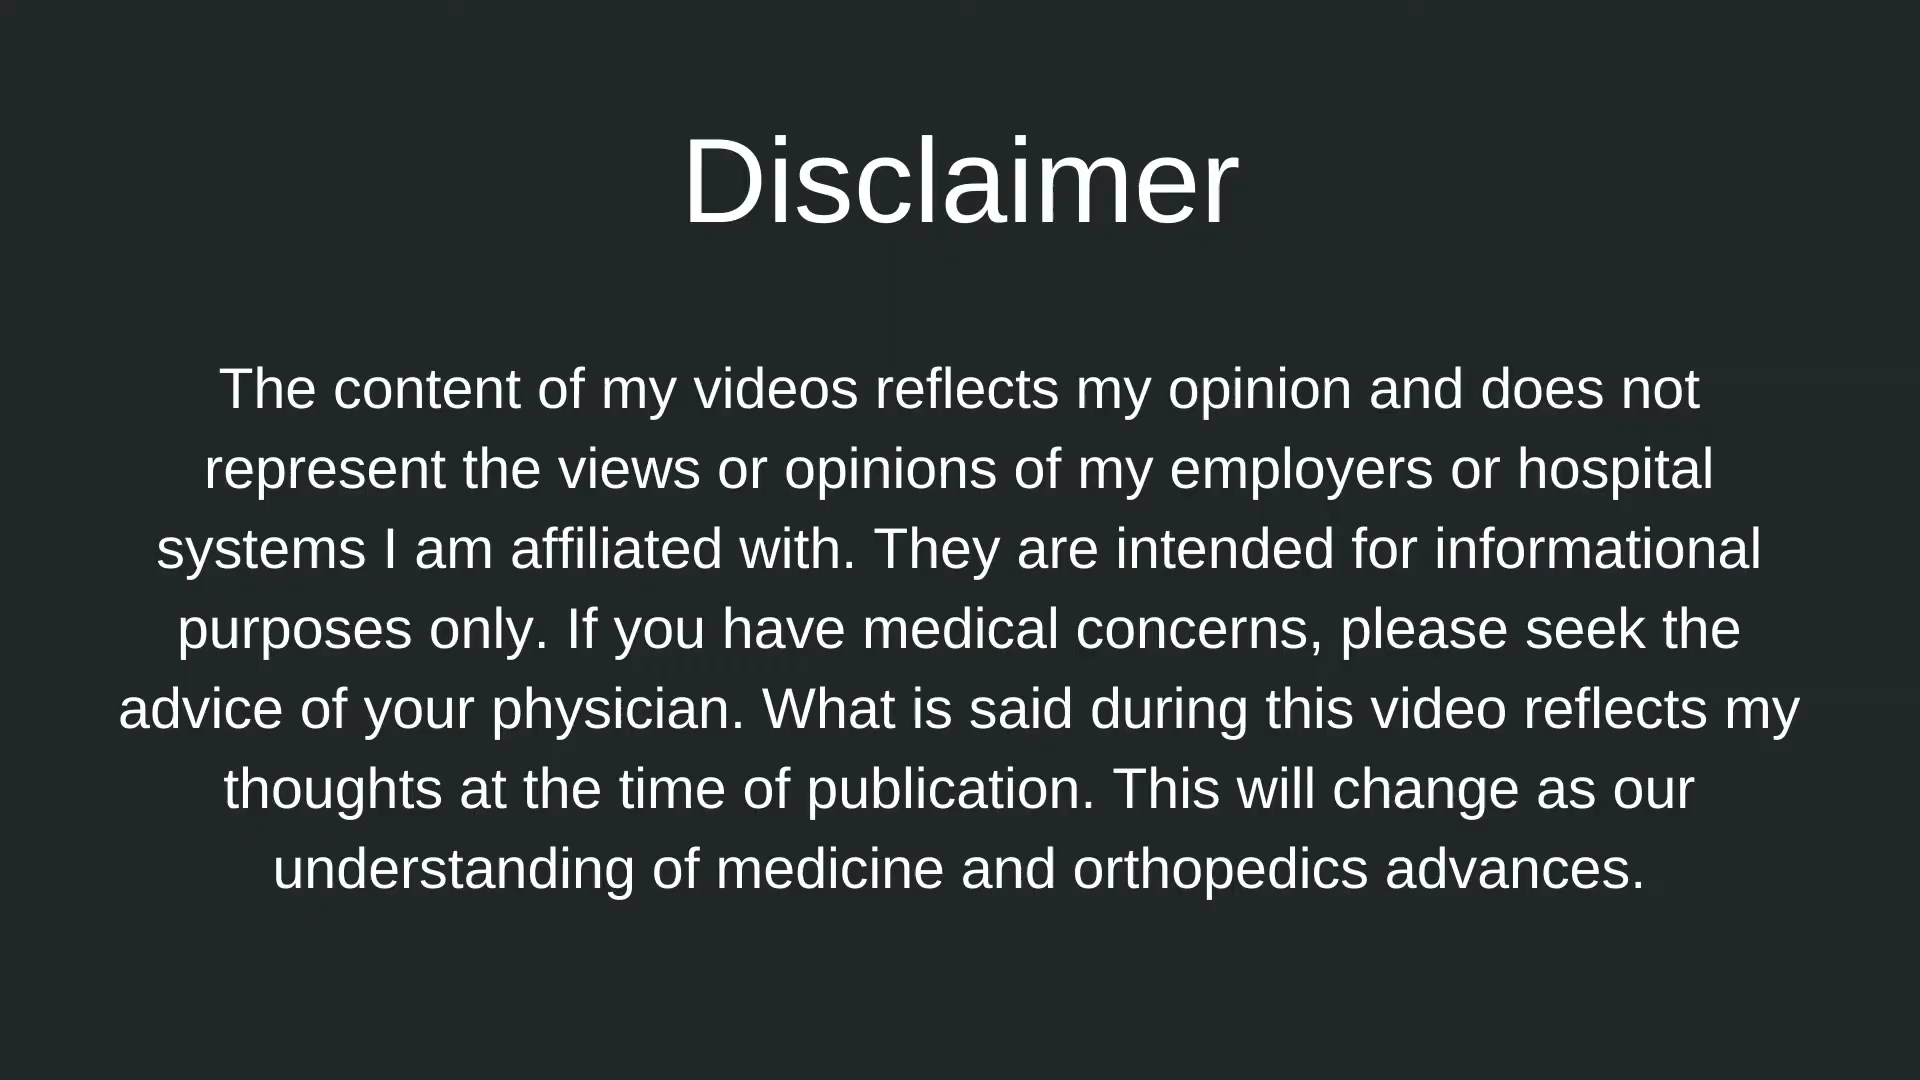 Disclaimer
The content of my videos reflects my opinion and does not
represent the views or opinions of my employers or hospital
systems I am affiliated with. They are intended for informational
purposes only. If you have medical concerns, please seek the
advice of your physician. What is said during this video reflects my
thoughts at the time of publication. This will change as our
understanding of medicine and orthopedics advances.